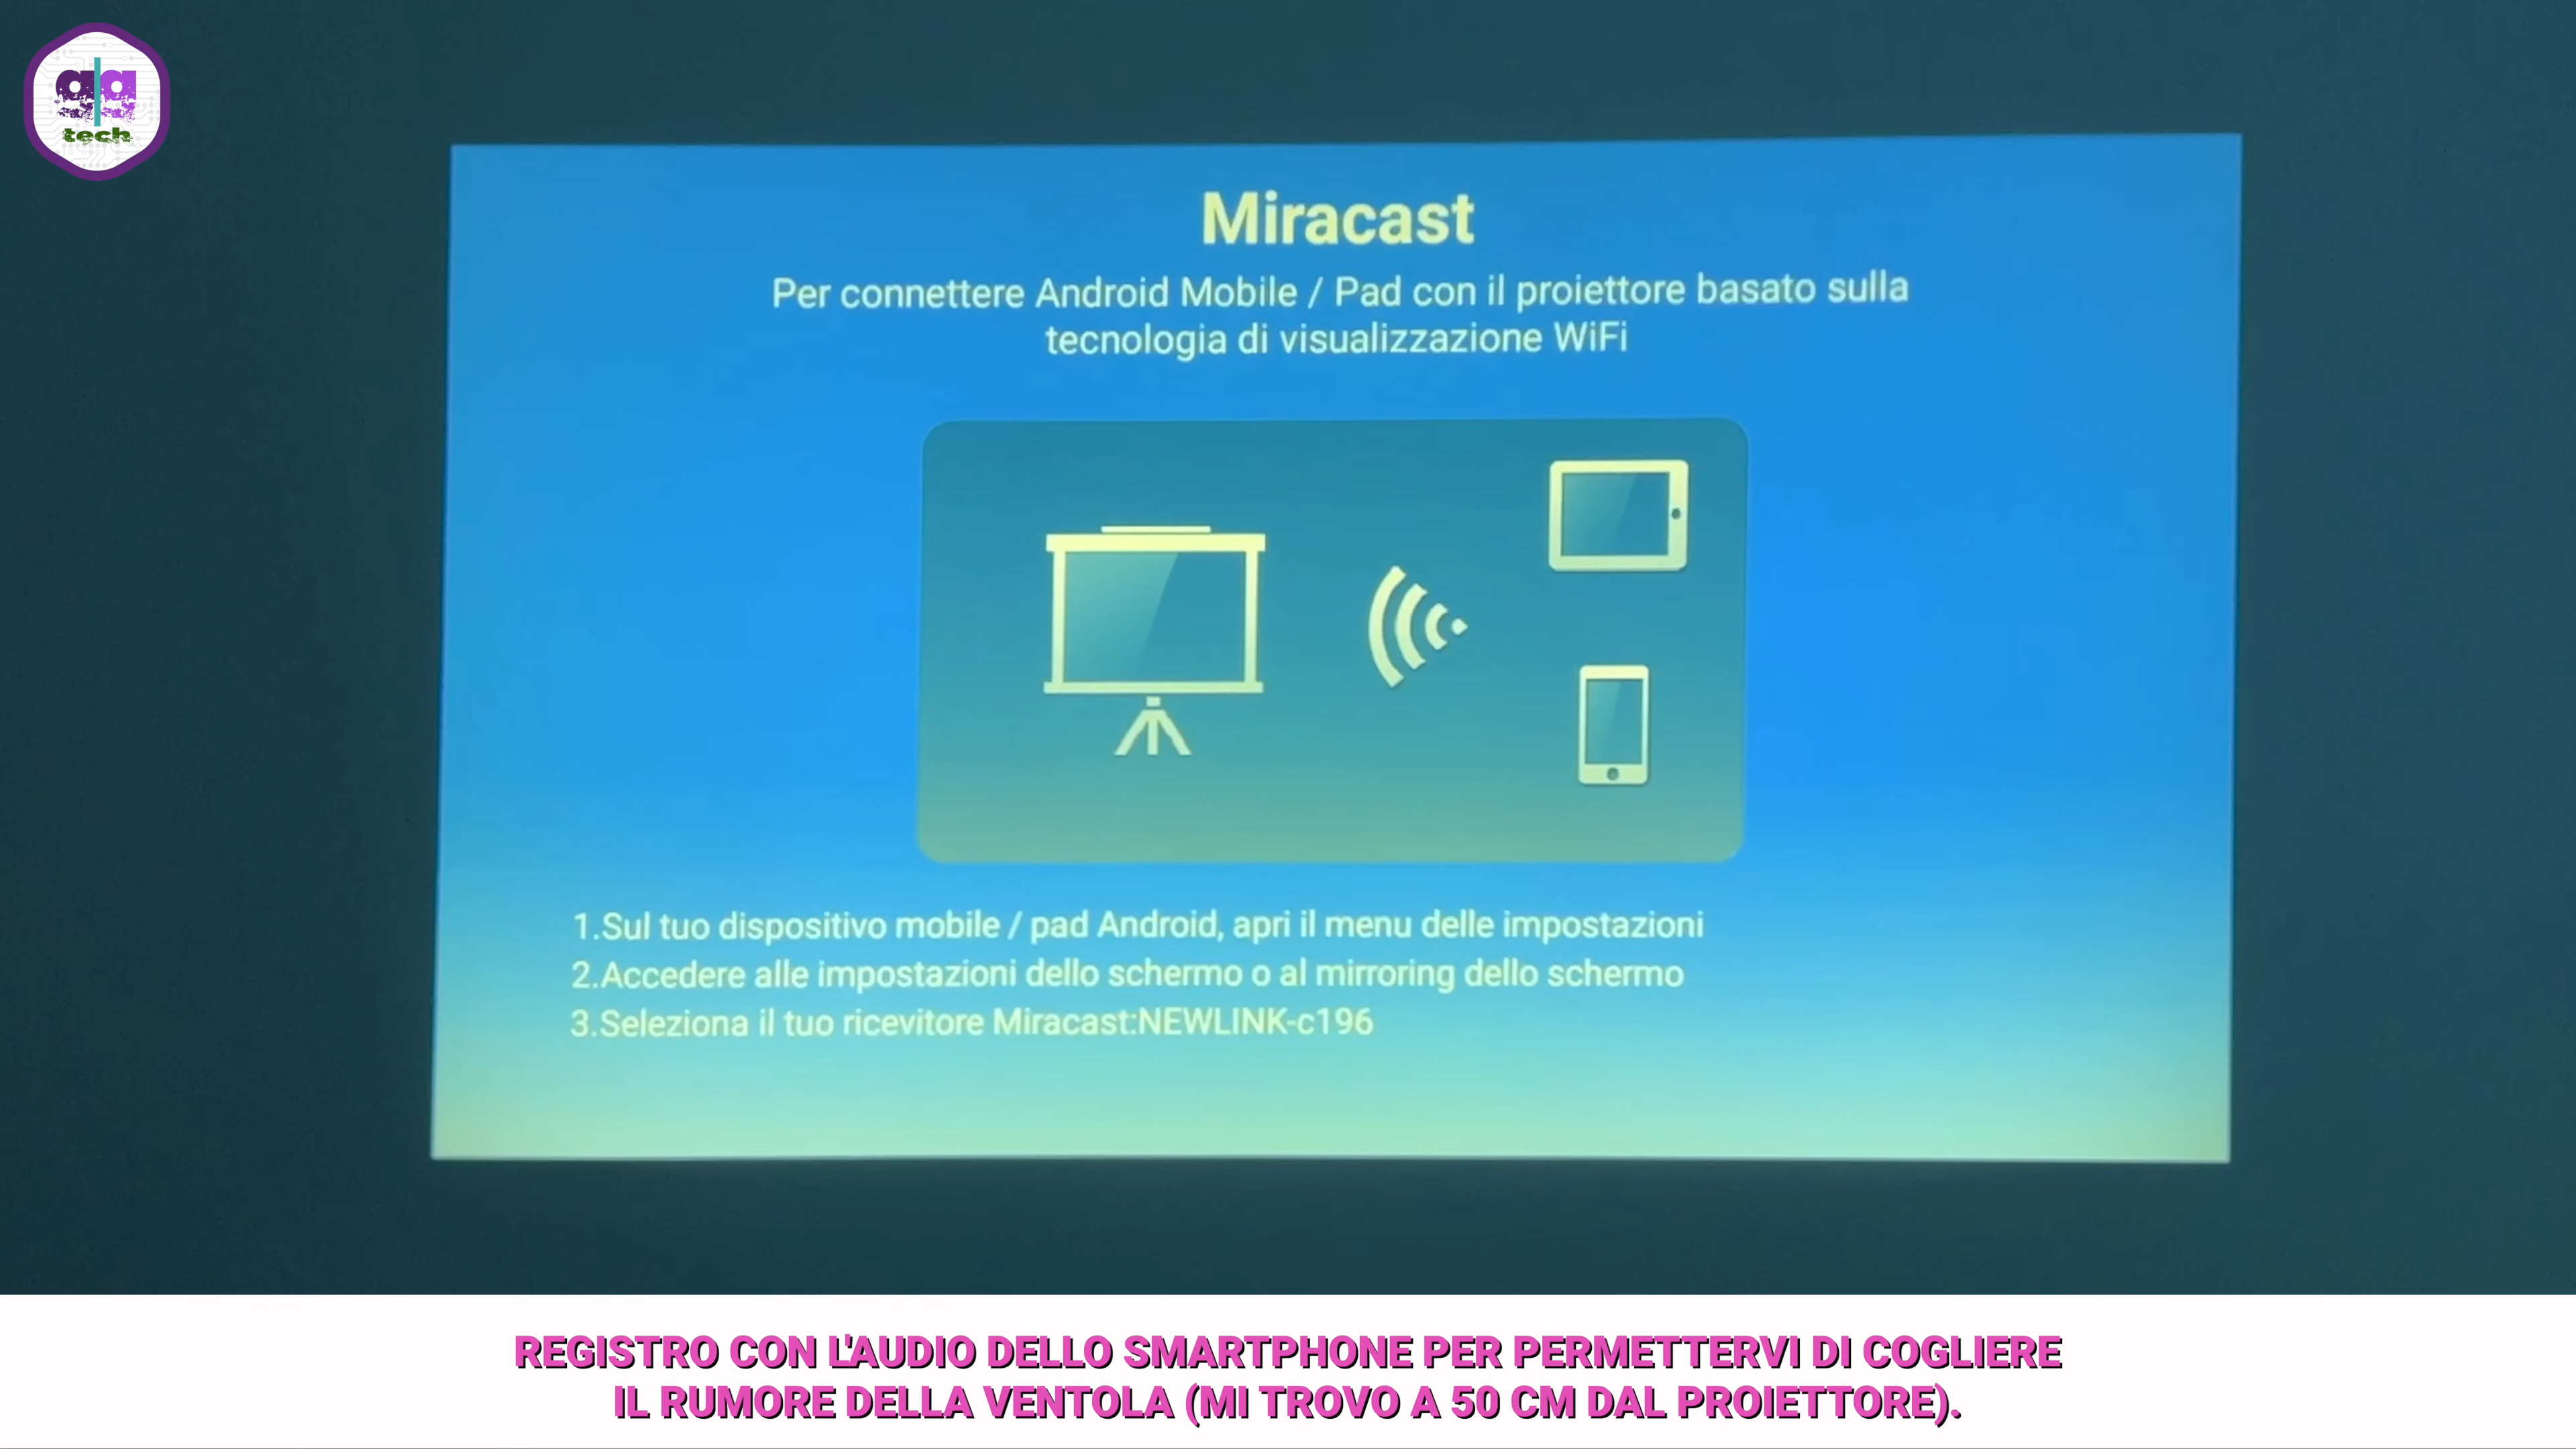 a|a
tech
Miracast
Per connettere Android Mobile / Pad con il proiettore basato sulla
tecnologia di visualizzazione WiFi
1.Sul tuo dispositivo mobile / pad Android, apri il menu delle impostazioni
2.Accedere alle impostazioni dello schermo o al mirroring dello schermo
3.Seleziona il tuo ricevitore Miracast:NEWLINK-c196
REGISTRO CON L'AUDIO DELLO SMARTPHONE PER PERMETTERVI DI COGLIERE
IL RUMORE DELLA VENTOLA (MI TROVO A 50 CM DAL PROIETTORE).